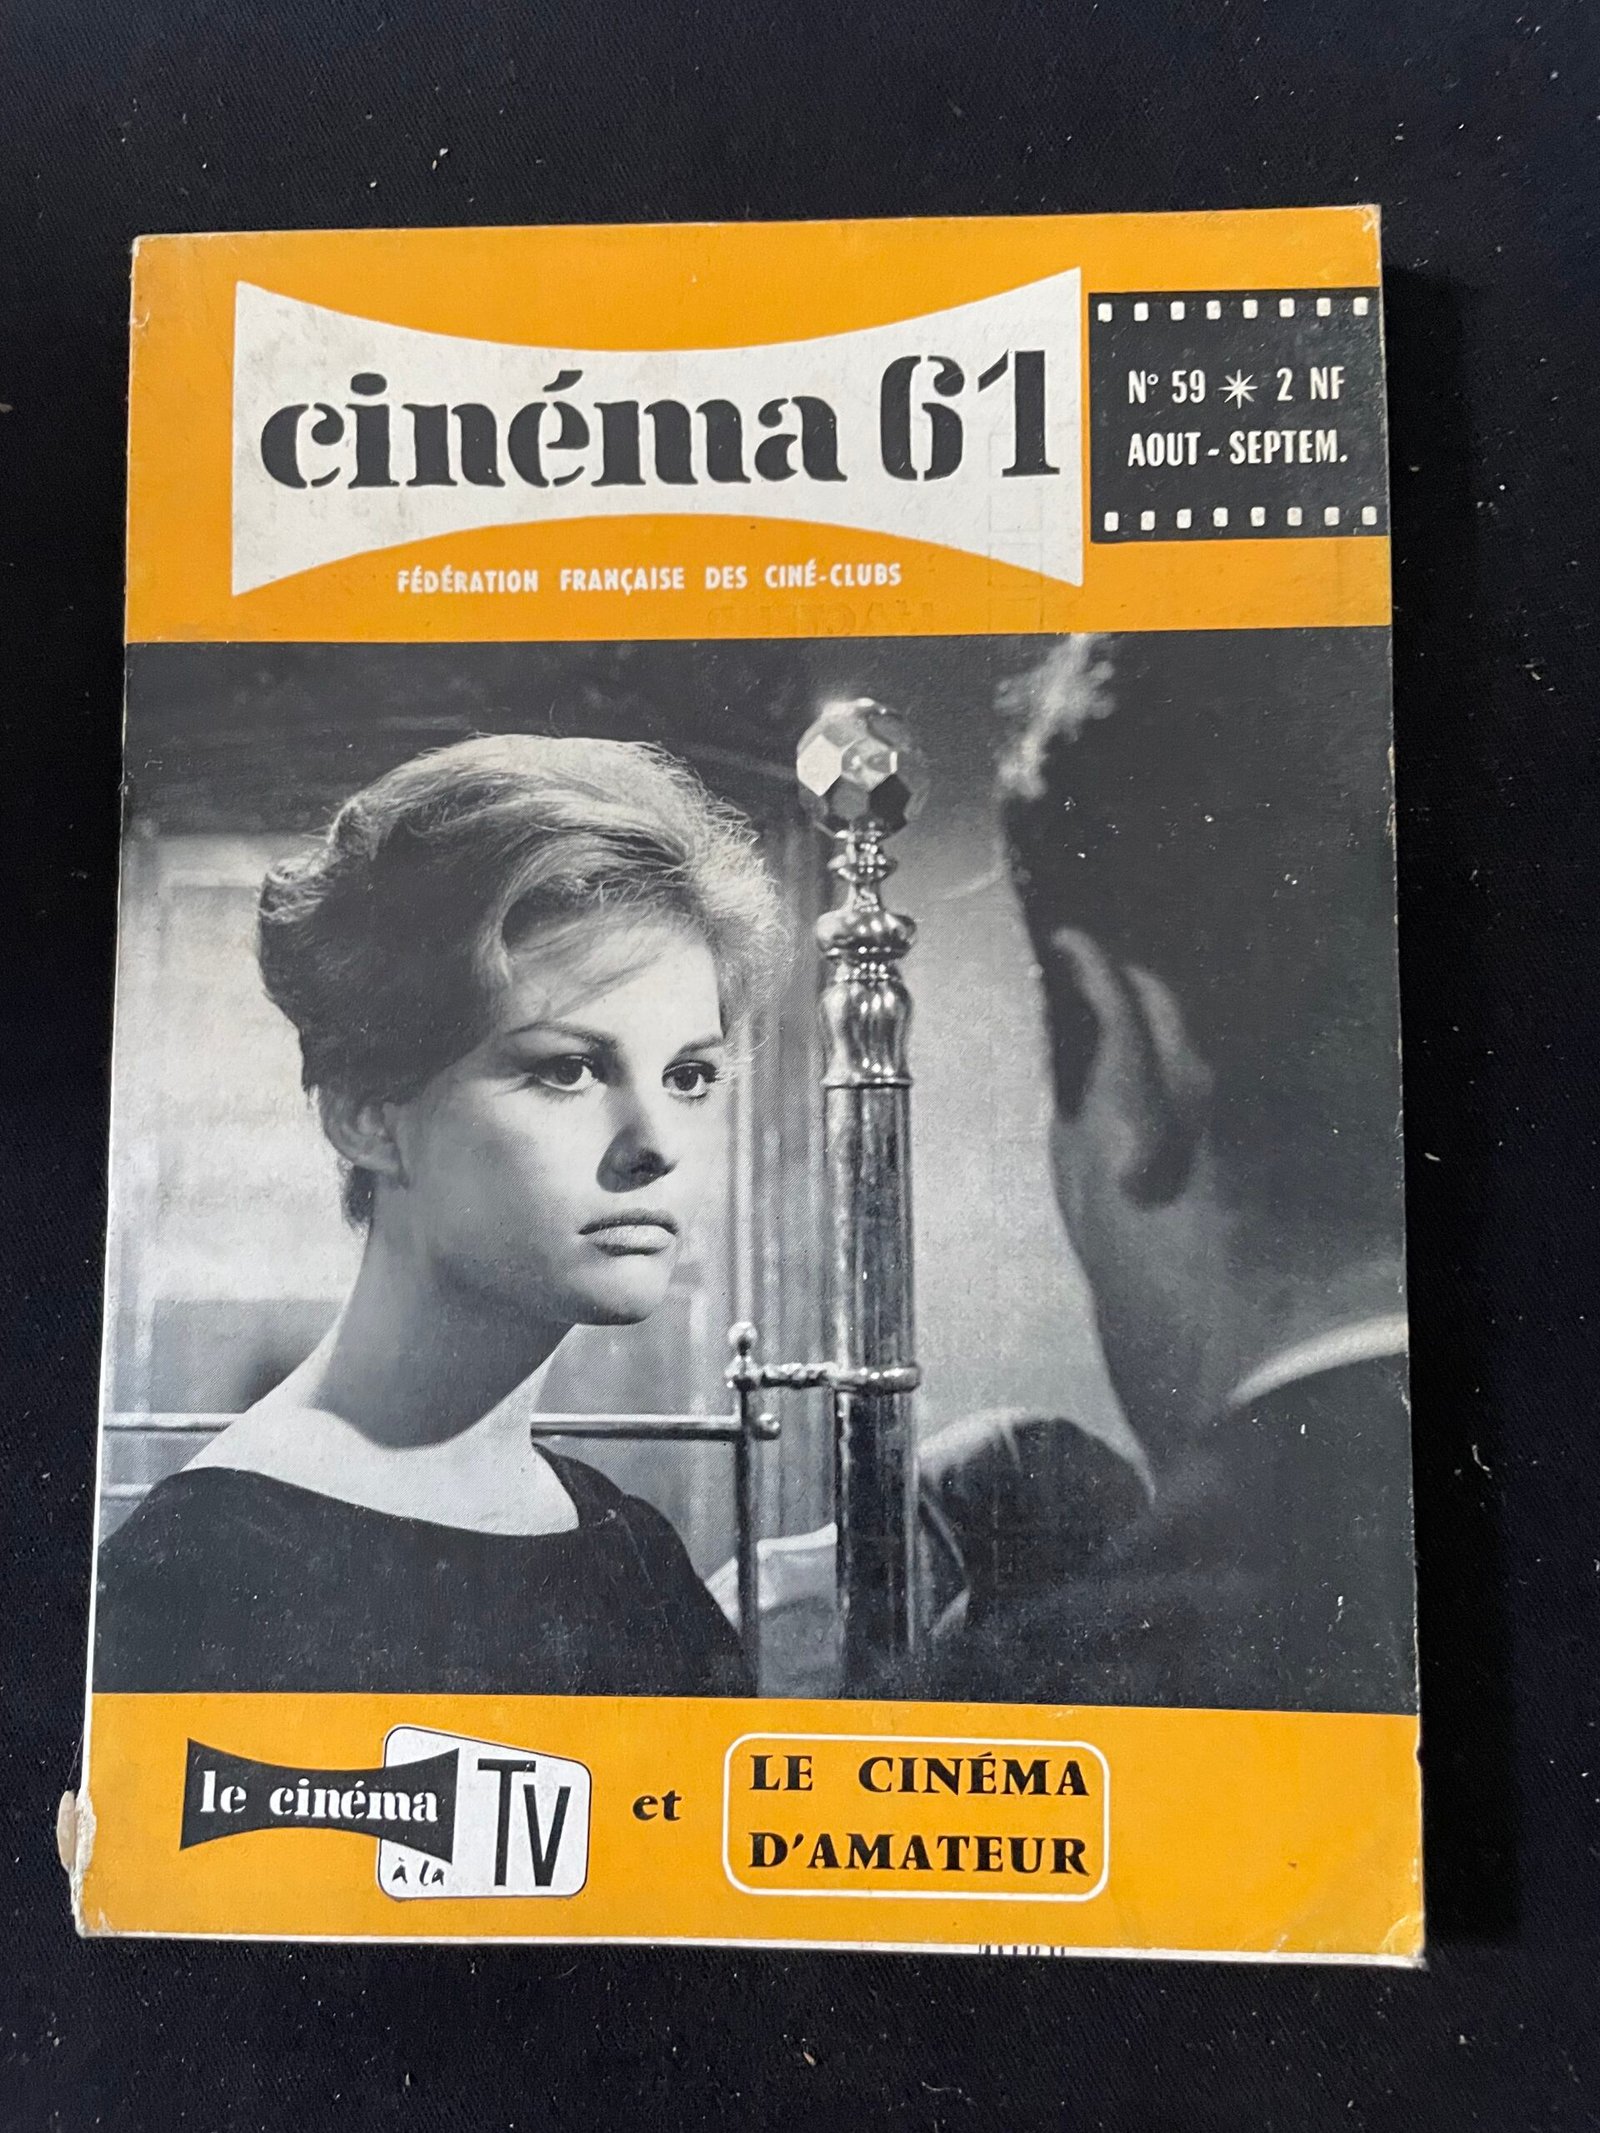 cinéma 61
N° 59 * 2 NF
AOUT - SEPTEM.
FÉDÉRATION FRANÇAISE DES CINÉ-CLUBS
le cinéma
à la TV
et
LE CINÉMA
D'AMATEUR